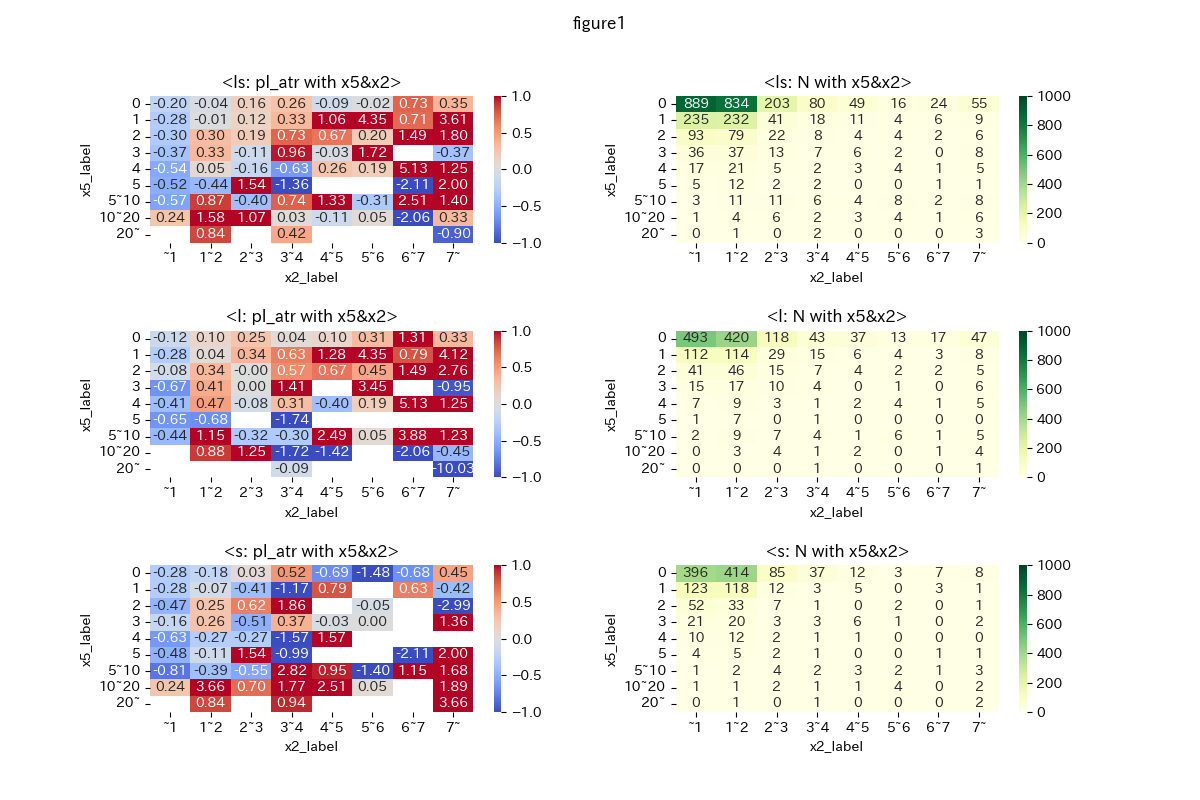 figure1
<ls: pl_atr with x5&x2>
x5_label
0 -0.20 -0.04 0.16 0.26 -0.09 -0.02 0.73 0.35
1 -0.28 -0.01 0.12 0.33 1.06 4.35 0.71 3.61
2 -0.30 0.30 0.19 0.73 0.67 0.20 1.49 1.80
3 -0.37 0.33 -0.11 0.96 -0.03 1.72 -0.37
4 -0.54 0.05 -0.16 -0.63 0.26 0.19 5.13 1.25
5 -0.52 -0.44 1.54 -1.36 -2.11 2.00
5~10 -0.57 0.87 -0.40 0.74 1.33 -0.31 2.51 1.40
10~20 0.24 1.58 1.07 0.03 -0.11 0.05 -2.06 0.33
20~ 0.84 0.42 -0.90
~1 1~2 2~3 3~4 4~5 5~6 6~7 7~
x2_label
1.0
0.5
0.0
−0.5
−1.0
<ls: N with x5&x2>
x5_label
0 889 834 203 80 49 16 24 55
1 235 232 41 18 11 4 6 9
2 93 79 22 8 4 4 2 6
3 36 37 13 7 6 2 0 8
4 17 21 5 2 3 4 1 5
5 5 12 2 2 0 0 1 1
5~10 3 11 11 6 4 8 2 8
10~20 1 4 6 2 3 4 1 6
20~ 0 1 0 2 0 0 0 3
~1 1~2 2~3 3~4 4~5 5~6 6~7 7~
x2_label
1000
800
600
400
200
0
<l: pl_atr with x5&x2>
x5_label
0 -0.12 0.10 0.25 0.04 0.10 0.31 1.31 0.33
1 -0.28 0.04 0.34 0.63 1.28 4.35 0.79 4.12
2 -0.08 0.34 -0.00 0.57 0.67 0.45 1.49 2.76
3 -0.67 0.41 0.00 1.41 3.45 -0.95
4 -0.41 0.47 -0.08 0.31 -0.40 0.19 5.13 1.25
5 -0.65 -0.68 -1.74
5~10 -0.44 1.15 -0.32 -0.30 2.49 0.05 3.88 1.23
10~20 0.88 1.25 -1.72 -1.42 -2.06 -0.45
20~ -0.09 -10.03
~1 1~2 2~3 3~4 4~5 5~6 6~7 7~
x2_label
1.0
0.5
0.0
−0.5
−1.0
<l: N with x5&x2>
x5_label
0 493 420 118 43 37 13 17 47
1 112 114 29 15 6 4 3 8
2 41 46 15 7 4 2 2 5
3 15 17 10 4 0 1 0 6
4 7 9 3 1 2 4 1 5
5 1 7 0 1 0 0 0 0
5~10 2 9 7 4 1 6 1 5
10~20 0 3 4 1 2 0 1 4
20~ 0 0 0 1 0 0 0 1
~1 1~2 2~3 3~4 4~5 5~6 6~7 7~
x2_label
1000
800
600
400
200
0
<s: pl_atr with x5&x2>
x5_label
0 -0.28 -0.18 0.03 0.52 -0.69 -1.48 -0.68 0.45
1 -0.28 -0.07 -0.41 -1.17 0.79 0.63 -0.42
2 -0.47 0.25 0.62 1.86 -0.05 -2.99
3 -0.16 0.26 -0.51 0.37 -0.03 0.00 1.36
4 -0.63 -0.27 -0.27 -1.57 1.57
5 -0.48 -0.11 1.54 -0.99 -2.11 2.00
5~10 -0.81 -0.39 -0.55 2.82 0.95 -1.40 1.15 1.68
10~20 0.24 3.66 0.70 1.77 2.51 0.05 1.89
20~ 0.84 0.94 3.66
~1 1~2 2~3 3~4 4~5 5~6 6~7 7~
x2_label
1.0
0.5
0.0
−0.5
−1.0
<s: N with x5&x2>
x5_label
0 396 414 85 37 12 3 7 8
1 123 118 12 3 5 0 3 1
2 52 33 7 1 0 2 0 1
3 21 20 3 3 6 1 0 2
4 10 12 2 1 1 0 0 0
5 4 5 2 1 0 0 1 1
5~10 1 2 4 2 3 2 1 3
10~20 1 1 2 1 1 4 0 2
20~ 0 1 0 1 0 0 0 2
~1 1~2 2~3 3~4 4~5 5~6 6~7 7~
x2_label
1000
800
600
400
200
0